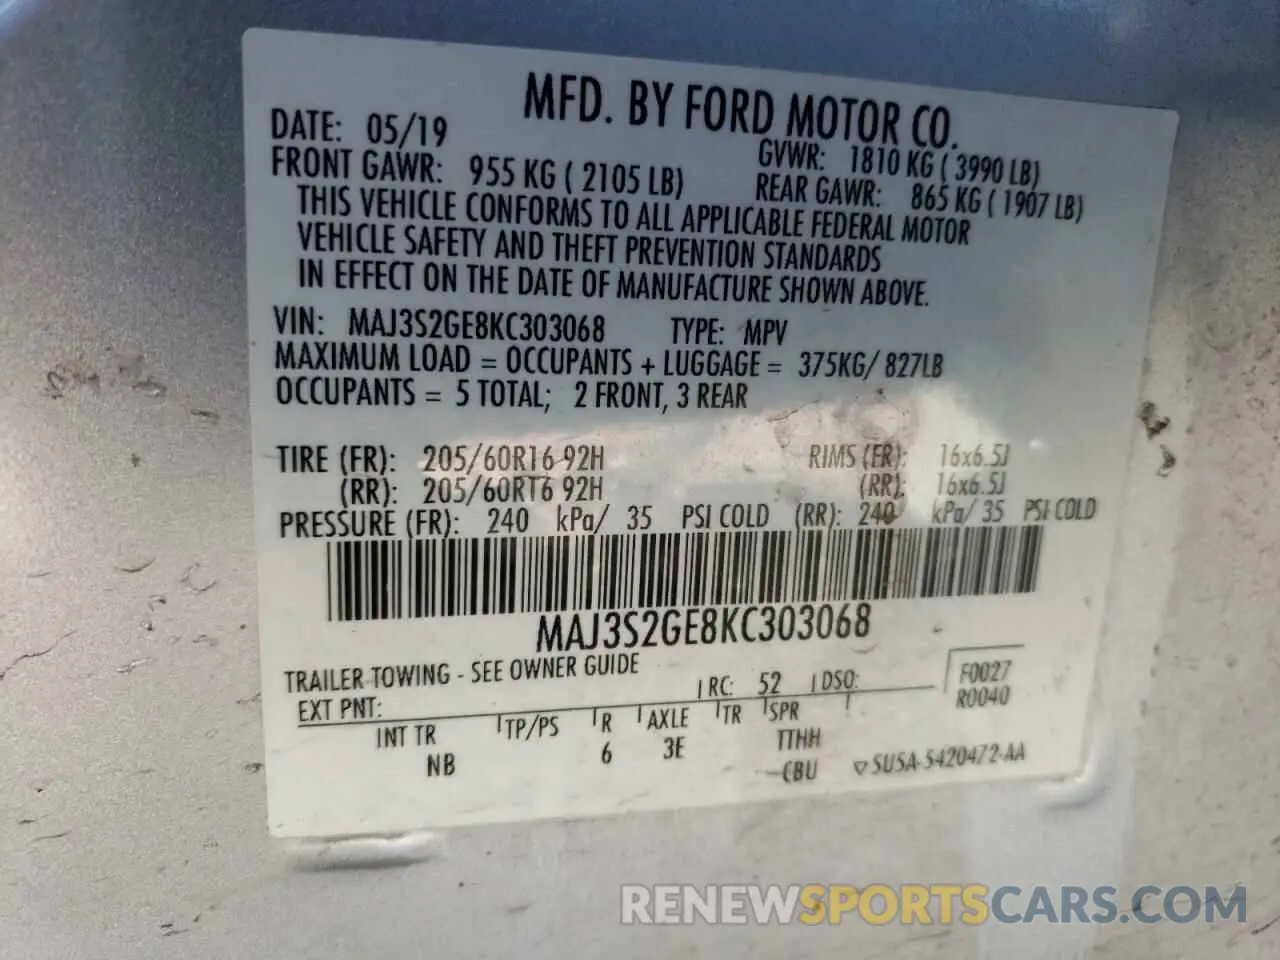 MFD. BY FORD MOTOR CO.
DATE: 05/19 GVWR: 1810 KG ( 3990 LB)
FRONT GAWR: 955 KG ( 2105 LB) REAR GAWR: 865 KG ( 1907 LB)
THIS VEHICLE CONFORMS TO ALL APPLICABLE FEDERAL MOTOR
VEHICLE SAFETY AND THEFT PREVENTION STANDARDS
IN EFFECT ON THE DATE OF MANUFACTURE SHOWN ABOVE.
VIN: MAJ3S2GE8KC303068 TYPE: MPV
MAXIMUM LOAD = OCCUPANTS + LUGGAGE = 375KG/ 827LB
OCCUPANTS = 5 TOTAL; 2 FRONT, 3 REAR
TIRE (FR): 205/60R16 92H RIMS (FR): 16x6.5J
(RR): 205/60R16 92H (RR): 16x6.5J
PRESSURE (FR): 240 kPa/ 35 PSI COLD (RR): 240 kPa/ 35 PSI COLD
MAJ3S2GE8KC303068
TRAILER TOWING - SEE OWNER GUIDE
EXT PNT: RC: 52 DSO: F0027
R0040
INT TR TP/PS R AXLE TR SPR
NB 6 3E TTHH
CBU ▽ SUSA-5420472-AA
RENEWSPORTSCARS.COM